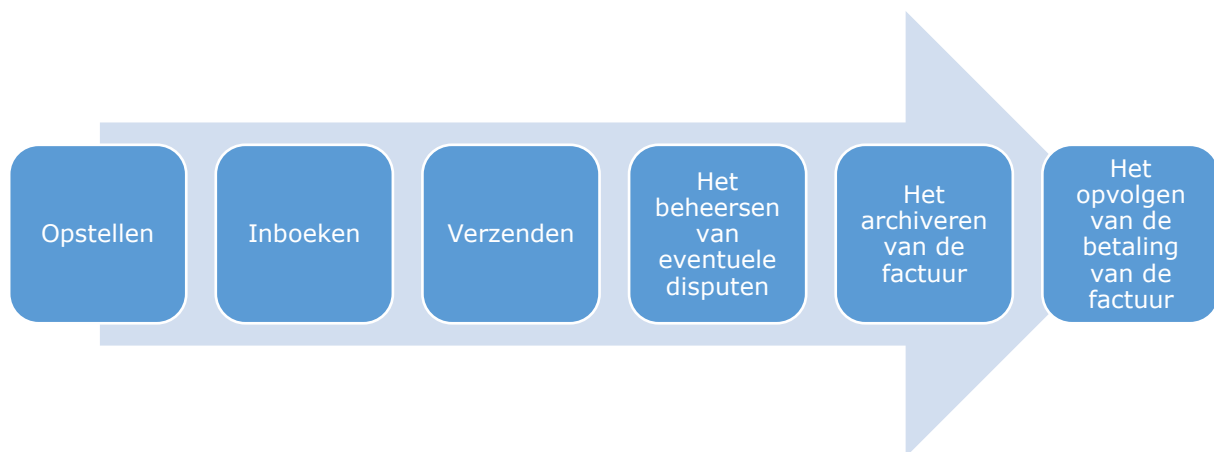 Opstellen
Inboeken
Verzenden
Het
beheersen
van
eventuele
disputen
Het
archiveren
van de
factuur
Het
opvolgen
van de
betaling
van de
factuur